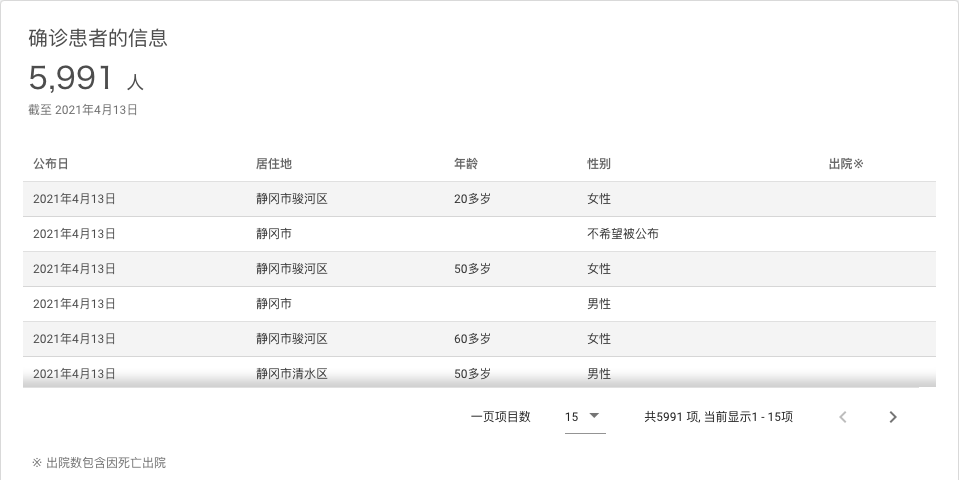 确诊患者的信息
5,991 人
截至 2021年4月13日
公布日 居住地 年龄 性别 出院※
2021年4月13日 静冈市骏河区 20多岁 女性
2021年4月13日 静冈市 不希望被公布
2021年4月13日 静冈市骏河区 50多岁 女性
2021年4月13日 静冈市 男性
2021年4月13日 静冈市骏河区 60多岁 女性
2021年4月13日 静冈市清水区 50多岁 男性
一页项目数 15 共5991 项, 当前显示1 - 15项
※ 出院数包含因死亡出院